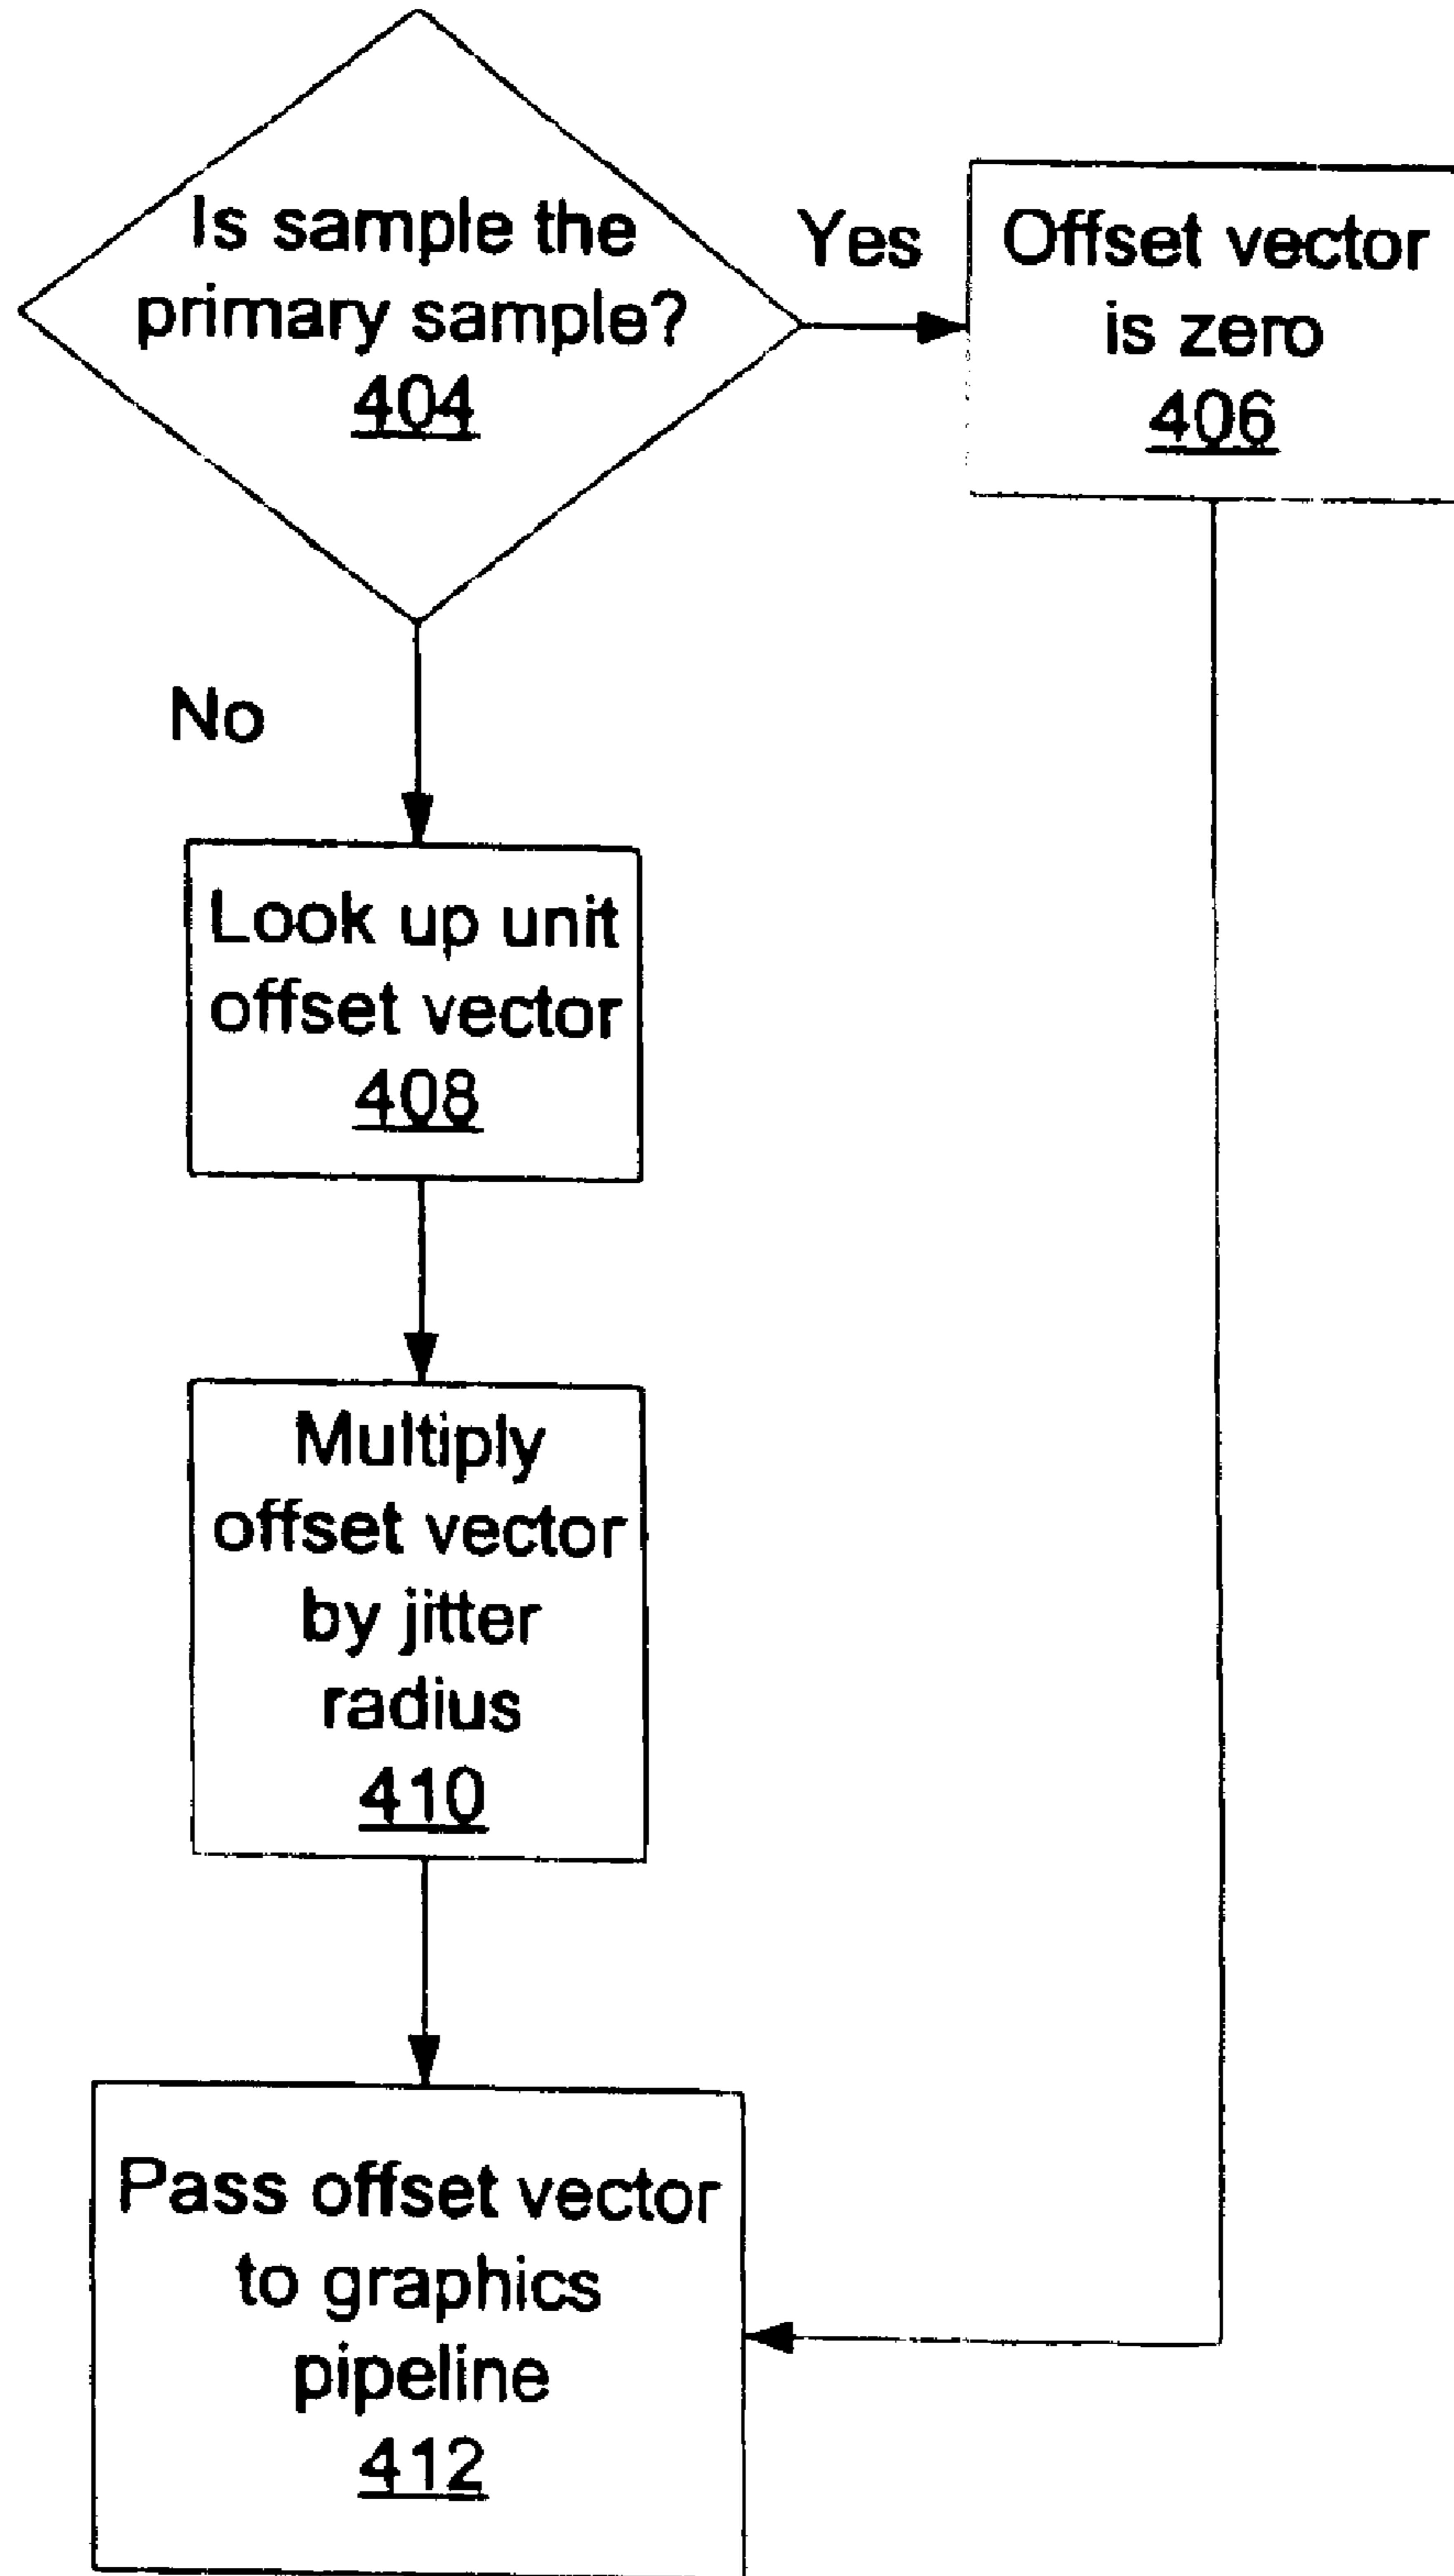 Is sample the
primary sample?
404
Yes
Offset vector
is zero
406
No
Look up unit
offset vector
408
Multiply
offset vector
by jitter
radius
410
Pass offset vector
to graphics
pipeline
412